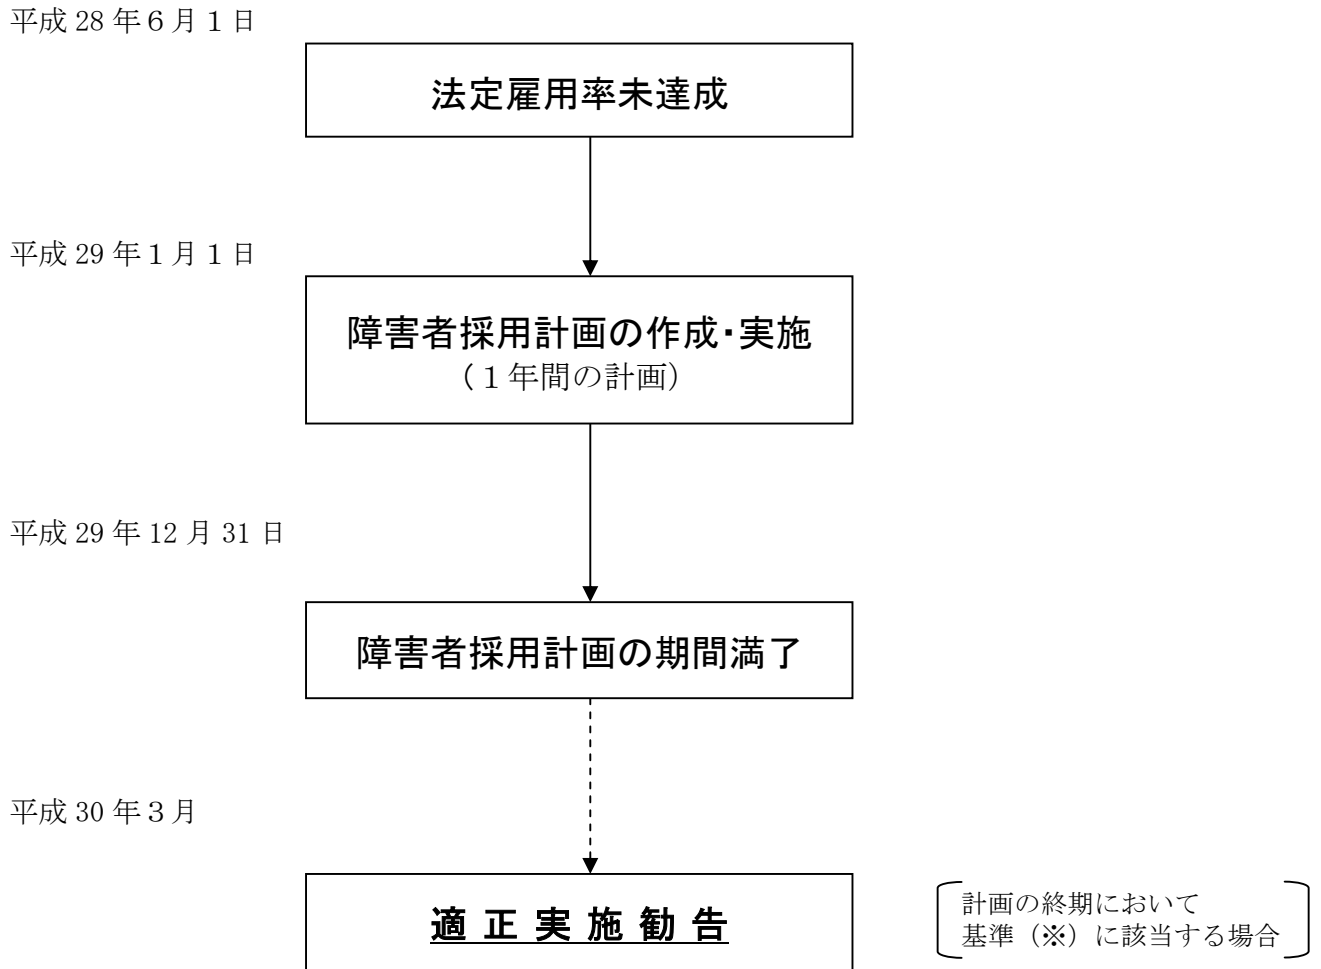 平成 28 年６月１日
法定雇用率未達成
平成 29 年１月１日
障害者採用計画の作成・実施
（１年間の計画）
平成 29 年 12 月 31 日
障害者採用計画の期間満了
平成 30 年３月
適 正 実 施 勧 告
計画の終期において
基準（※）に該当する場合